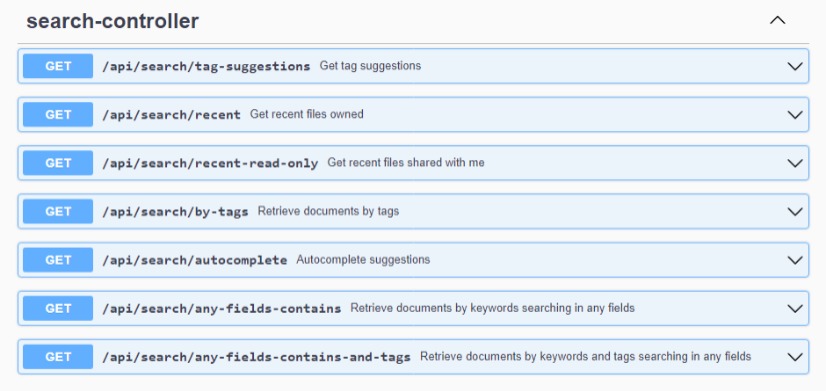 search-controller
GET /api/search/tag-suggestions Get tag suggestions
GET /api/search/recent Get recent files owned
GET /api/search/recent-read-only Get recent files shared with me
GET /api/search/by-tags Retrieve documents by tags
GET /api/search/autocomplete Autocomplete suggestions
GET /api/search/any-fields-contains Retrieve documents by keywords searching in any fields
GET /api/search/any-fields-contains-and-tags Retrieve documents by keywords and tags searching in any fields